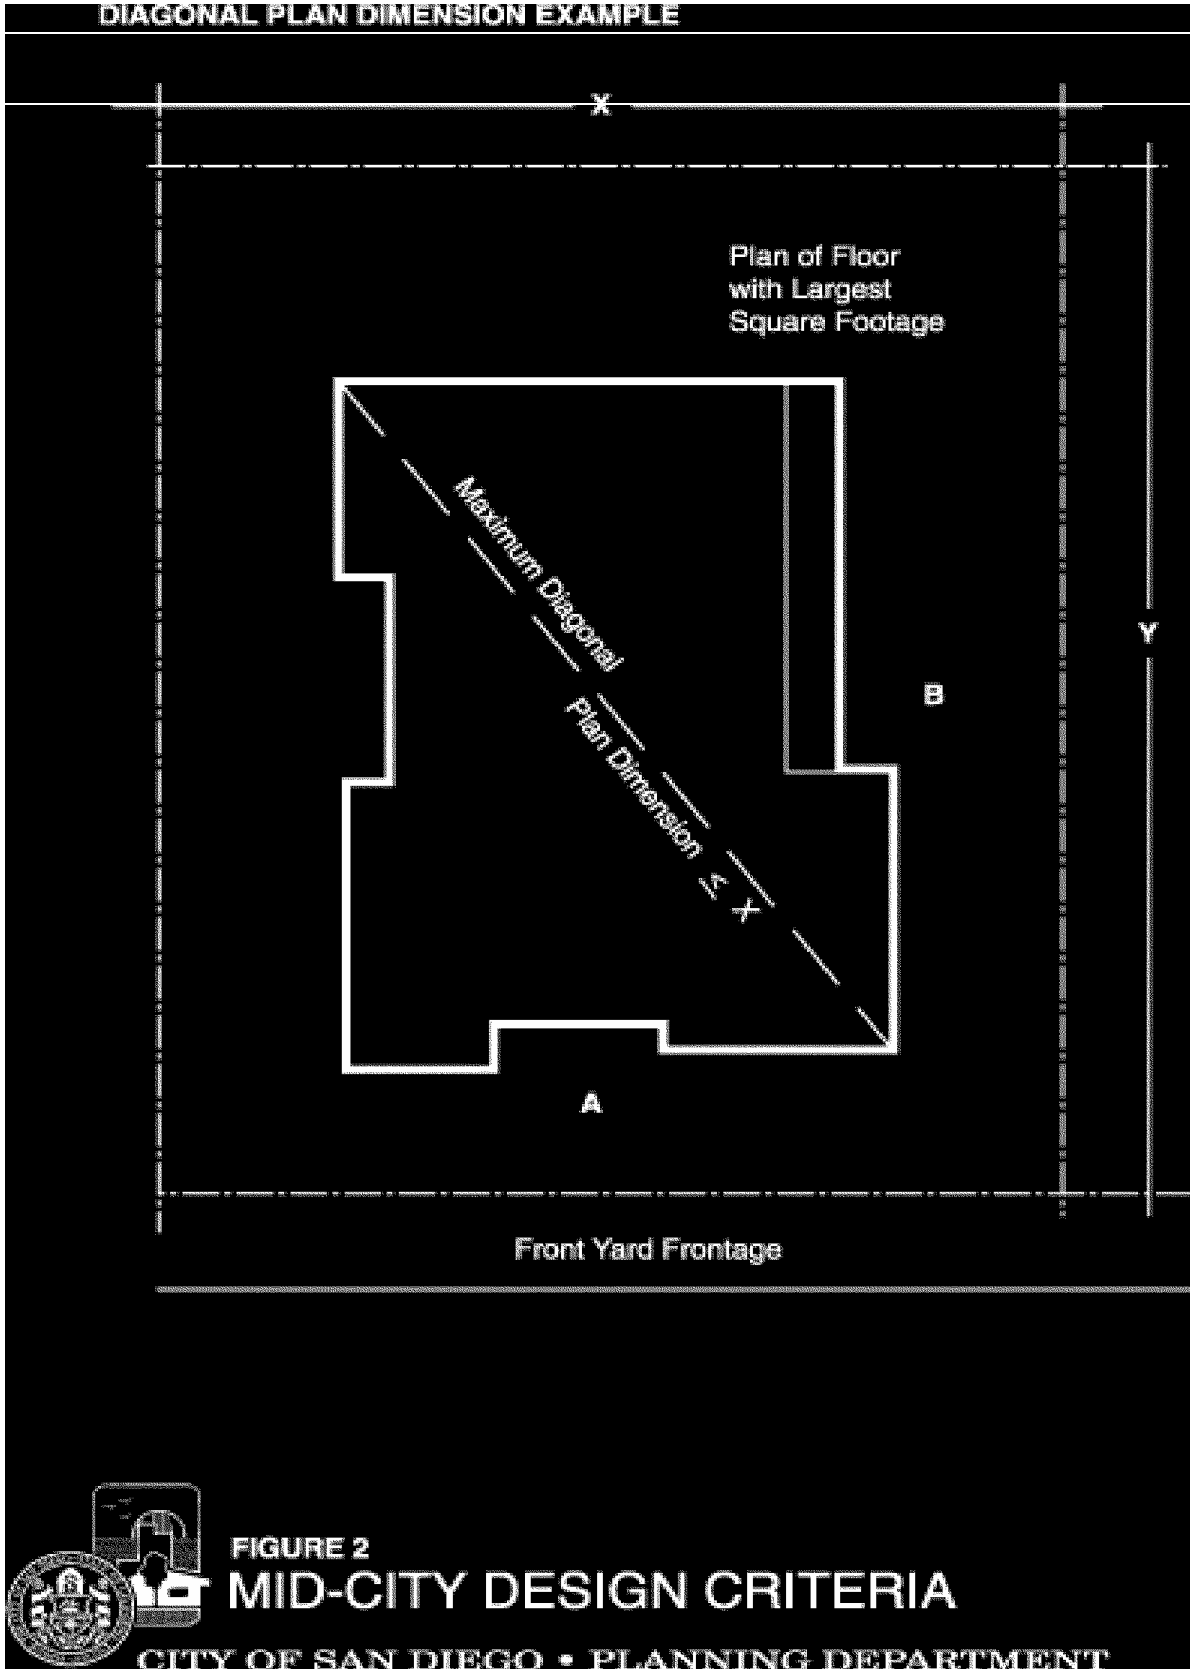 DIAGONAL PLAN DIMENSION EXAMPLE
X
Plan of Floor
with Largest
Square Footage
Maximum Diagonal
Plan Dimension ≤ X
Y
B
A
Front Yard Frontage
FIGURE 2
MID-CITY DESIGN CRITERIA
CITY OF SAN DIEGO • PLANNING DEPARTMENT